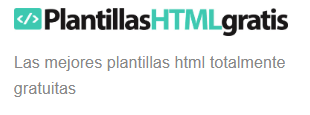 </> PlantillasHTMLgratis
Las mejores plantillas html totalmente
gratuitas